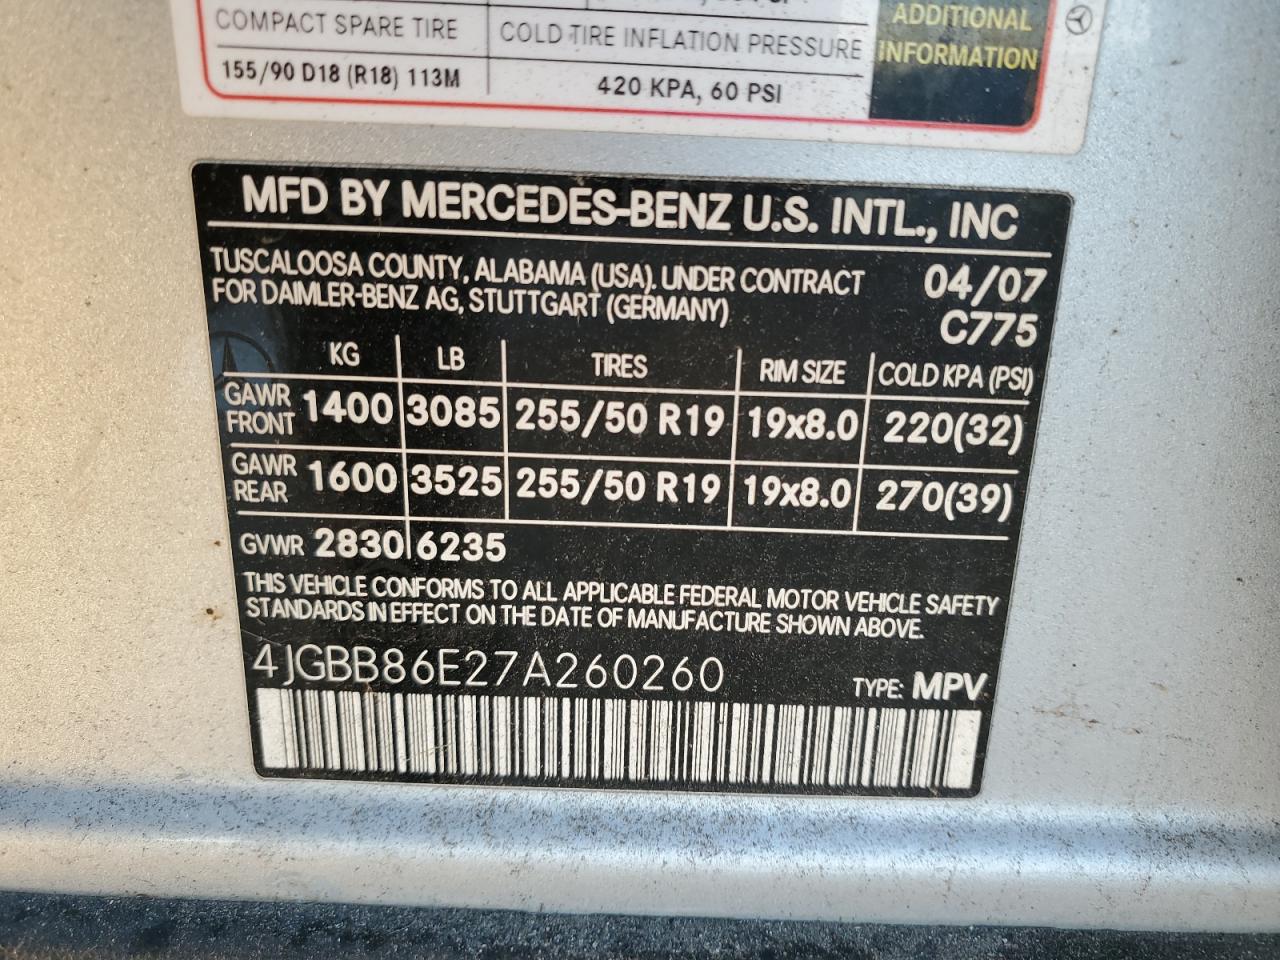 COMPACT SPARE TIRE
COLD TIRE INFLATION PRESSURE
ADDITIONAL
INFORMATION
155/90 D18 (R18) 113M
420 KPA, 60 PSI
MFD BY MERCEDES-BENZ U.S. INTL., INC
TUSCALOOSA COUNTY, ALABAMA (USA), UNDER CONTRACT
FOR DAIMLER-BENZ AG, STUTTGART (GERMANY)
04/07
C775
KG LB TIRES RIM SIZE COLD KPA (PSI)
GAWR
FRONT 1400 3085 255/50 R19 19x8.0 220(32)
GAWR
REAR 1600 3525 255/50 R19 19x8.0 270(39)
GVWR 2830 6235
THIS VEHICLE CONFORMS TO ALL APPLICABLE FEDERAL MOTOR VEHICLE SAFETY
STANDARDS IN EFFECT ON THE DATE OF MANUFACTURE SHOWN ABOVE.
4JGBB86E27A260260
TYPE: MPV